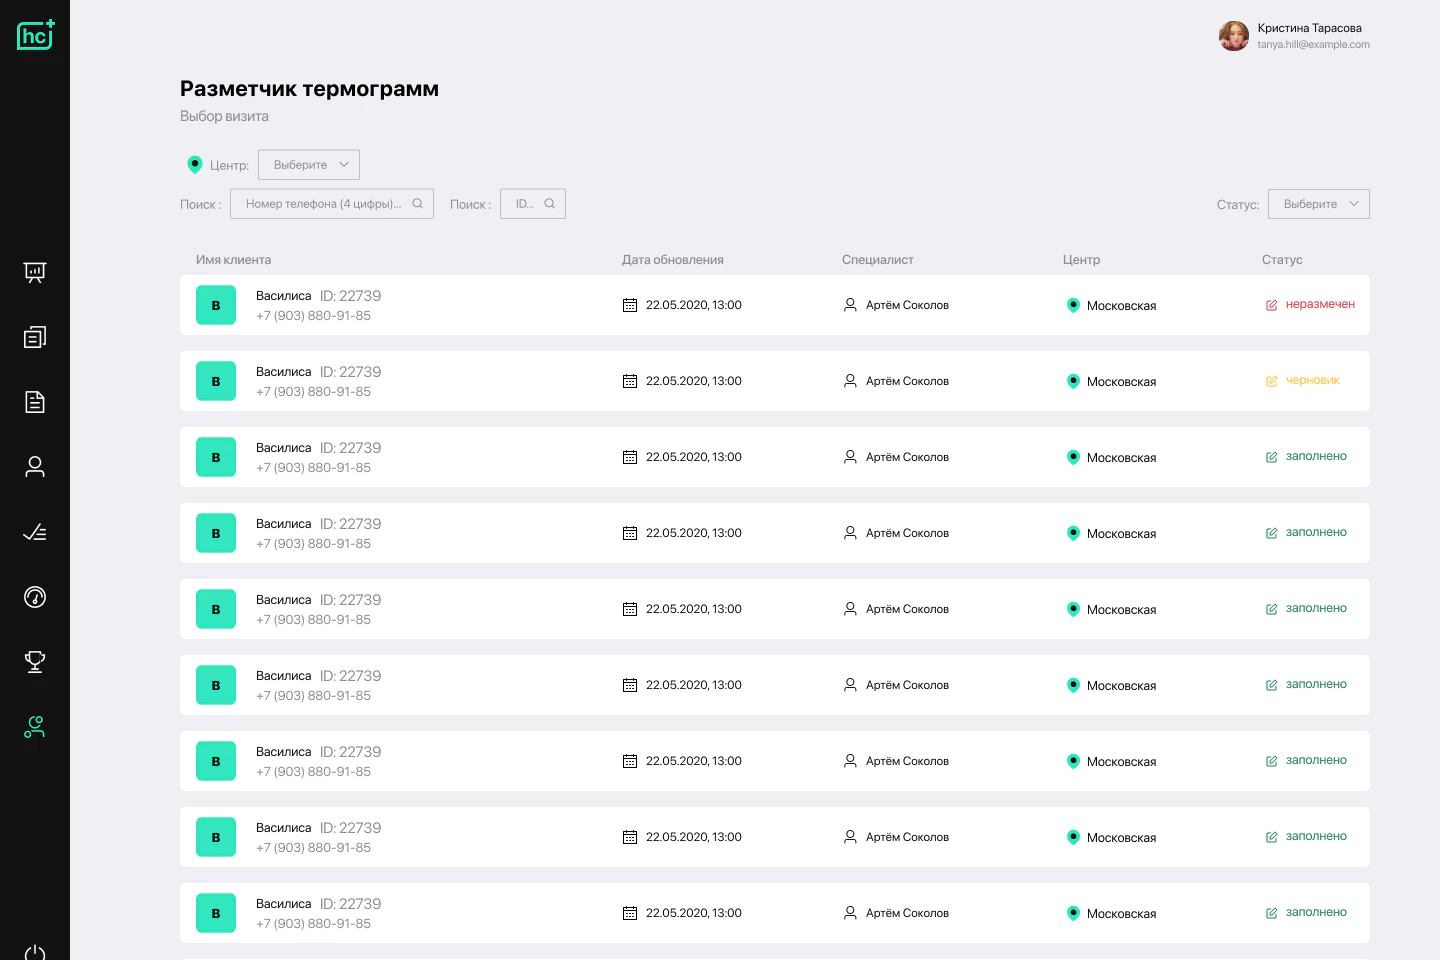 hc
Кристина Тарасова
tanya.hill@example.com
Разметчик термограмм
Выбор визита
Центр: Выберите
Поиск : Номер телефона (4 цифры)... Поиск : ID... Статус: Выберите
Имя клиента Дата обновления Специалист Центр Статус
В Василиса ID: 22739 22.05.2020, 13:00 Артём Соколов Московская неразмечен
+7 (903) 880-91-85
В Василиса ID: 22739 22.05.2020, 13:00 Артём Соколов Московская черновик
+7 (903) 880-91-85
В Василиса ID: 22739 22.05.2020, 13:00 Артём Соколов Московская заполнено
+7 (903) 880-91-85
В Василиса ID: 22739 22.05.2020, 13:00 Артём Соколов Московская заполнено
+7 (903) 880-91-85
В Василиса ID: 22739 22.05.2020, 13:00 Артём Соколов Московская заполнено
+7 (903) 880-91-85
В Василиса ID: 22739 22.05.2020, 13:00 Артём Соколов Московская заполнено
+7 (903) 880-91-85
В Василиса ID: 22739 22.05.2020, 13:00 Артём Соколов Московская заполнено
+7 (903) 880-91-85
В Василиса ID: 22739 22.05.2020, 13:00 Артём Соколов Московская заполнено
+7 (903) 880-91-85
В Василиса ID: 22739 22.05.2020, 13:00 Артём Соколов Московская заполнено
+7 (903) 880-91-85